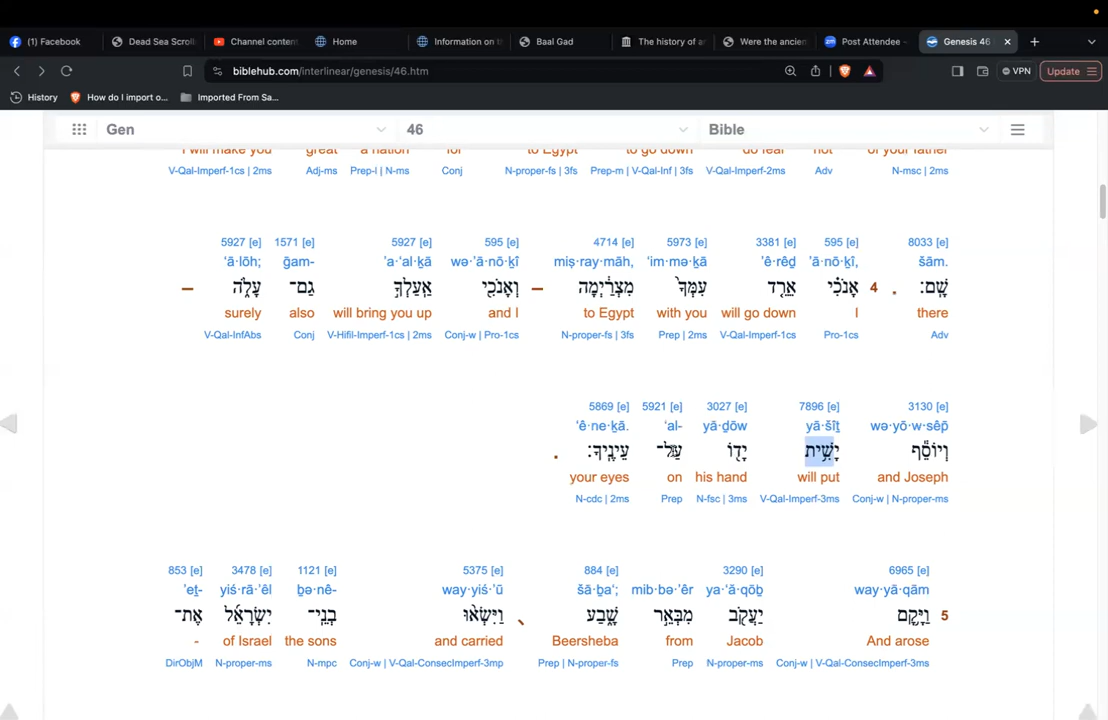 (1) Facebook Dead Sea Scroll Channel content Home Information on t Baal Gad The history of ar Were the ancien Post Attendee - Genesis 46
biblehub.com/interlinear/genesis/46.htm VPN Update
History How do I import o... Imported From Sa...
Gen 46 Bible
I will make you great a nation for to Egypt to go down do fear not of your father
V-Qal-Imperf-1cs | 2ms Adj-ms Prep-l | N-ms Conj N-proper-fs | 3fs Prep-m | V-Qal-Inf | 3fs V-Qal-Imperf-2ms Adv N-msc | 2ms
5927 [e] 1571 [e] 5927 [e] 595 [e] 4714 [e] 5973 [e] 3381 [e] 595 [e] 8033 [e]
‘ā·lōh; ḡam- ’a·‘al·ḵā wə·’ā·nō·ḵî miṣ·ray·māh, ‘im·mə·ḵā ’ê·rêḏ ’ā·nō·ḵî, šām.
– עָלֹ֑ה גַם־ אַֽעַלְךָ֣ וְאָנֹכִ֖י – מִצְרַ֔יְמָה עִמְּךָ֙ אֵרֵ֤ד אָנֹכִ֗י 4 . שָֽׁם׃
surely also will bring you up and I to Egypt with you will go down I there
V-Qal-InfAbs Conj V-Hifil-Imperf-1cs | 2ms Conj-w | Pro-1cs N-proper-fs | 3fs Prep | 2ms V-Qal-Imperf-1cs Pro-1cs Adv
5869 [e] 5921 [e] 3027 [e] 7896 [e] 3130 [e]
‘ê·ne·ḵā. ‘al- yā·ḏōw yā·šîṯ wə·yō·w·sêp̄
. עֵינֶֽיךָ׃ עַל־ יָד֖וֹ יָשִׁ֥ית וְיוֹסֵ֕ף
your eyes on his hand will put and Joseph
N-cdc | 2ms Prep N-fsc | 3ms V-Qal-Imperf-3ms Conj-w | N-proper-ms
853 [e] 3478 [e] 1121 [e] 5375 [e] 884 [e] 3290 [e] 6965 [e]
’eṯ- yiś·rā·’êl ḇə·nê- way·yiś·’ū šā·ḇa‘; mib·bə·’êr ya·‘ă·qōḇ way·yā·qām
אֶת־ יִשְׂרָאֵ֜ל בְנֵֽי־ וַיִּשְׂא֨וּ 、 שָׁ֑בַע מִבְּאֵ֣ר יַעֲקֹ֖ב וַיָּ֥קָם 5
- of Israel the sons and carried Beersheba from Jacob And arose
DirObjM N-proper-ms N-mpc Conj-w | V-Qal-ConsecImperf-3mp Prep | N-proper-fs Prep N-proper-ms Conj-w | V-Qal-ConsecImperf-3ms